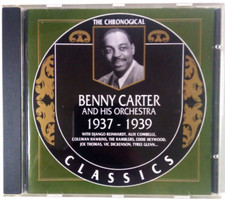 THE CHRONOLOGICAL
BENNY CARTER
AND HIS ORCHESTRA
1937 - 1939
WITH DJANGO REINHARDT, ALIX COMBELLE,
COLEMAN HAWKINS, THE RAMBLERS, EDDIE HEYWOOD,
JOE THOMAS, VIC DICKENSON, TYREE GLENN...
CLASSICS